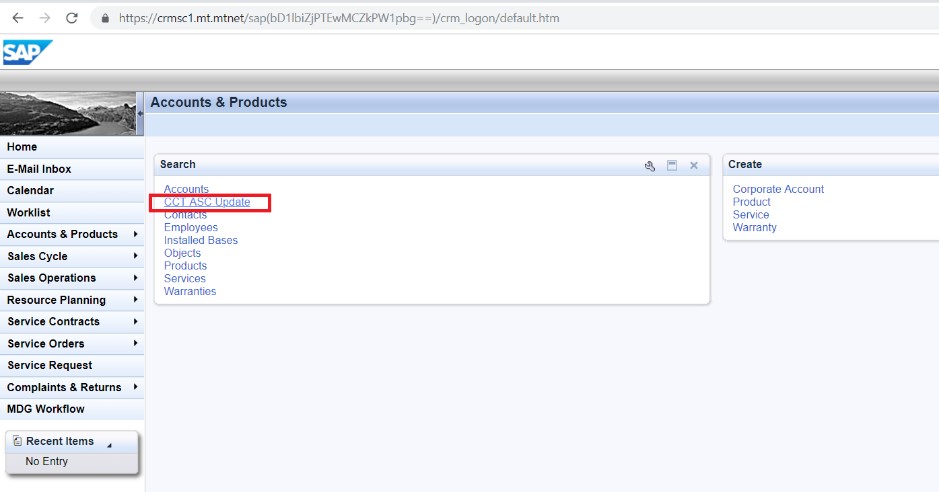 https://crmsc1.mt.mtnet/sap(bD1lbiZjPTEwMCZkPW1pbg==)/crm_logon/default.htm
SAP
Accounts & Products
Home
E-Mail Inbox
Calendar
Worklist
Accounts & Products
Sales Cycle
Sales Operations
Resource Planning
Service Contracts
Service Orders
Service Request
Complaints & Returns
MDG Workflow
Recent Items
No Entry
Search
Accounts
CCT ASC Update
Contacts
Employees
Installed Bases
Objects
Products
Services
Warranties
Create
Corporate Account
Product
Service
Warranty